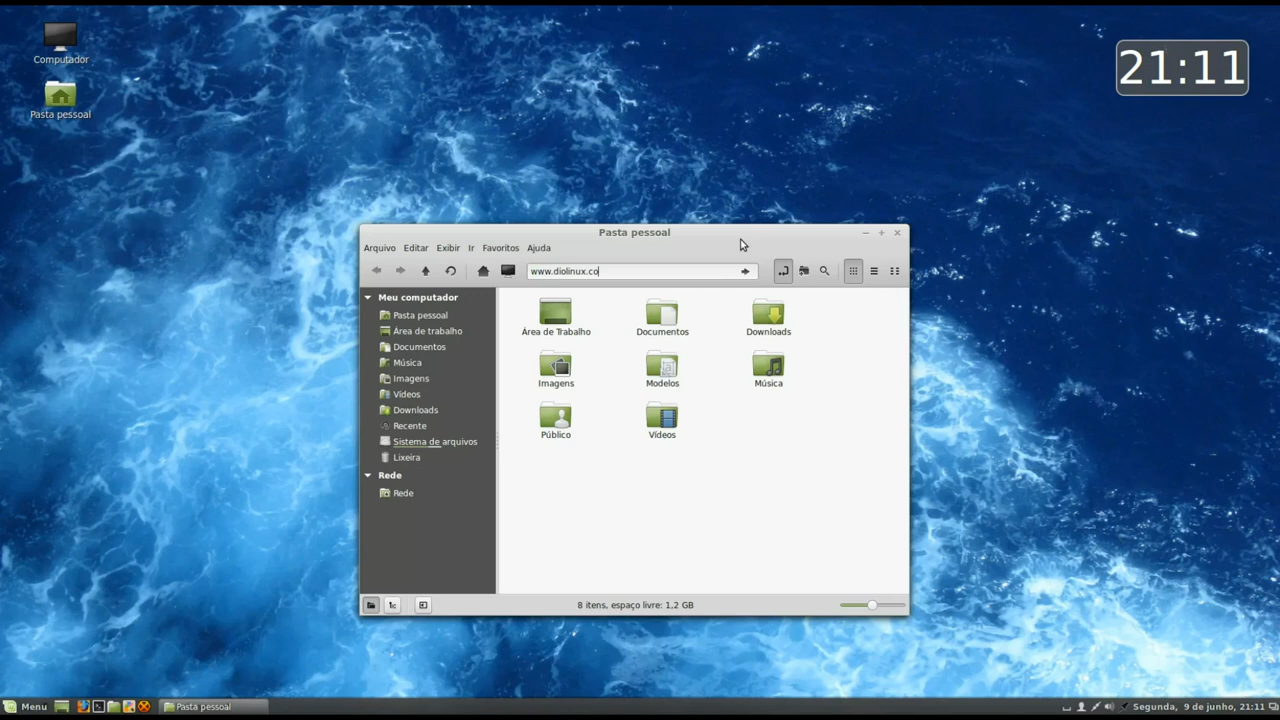 Computador
Pasta pessoal
21:11
Pasta pessoal
Arquivo Editar Exibir Ir Favoritos Ajuda
www.diolinux.co
Meu computador
Pasta pessoal
Área de trabalho
Documentos
Música
Imagens
Vídeos
Downloads
Recente
Sistema de arquivos
Lixeira
Rede
Rede
Área de Trabalho Documentos Downloads
Imagens Modelos Música
Público Vídeos
8 itens, espaço livre: 1,2 GB
Menu Pasta pessoal Segunda, 9 de junho, 21:11